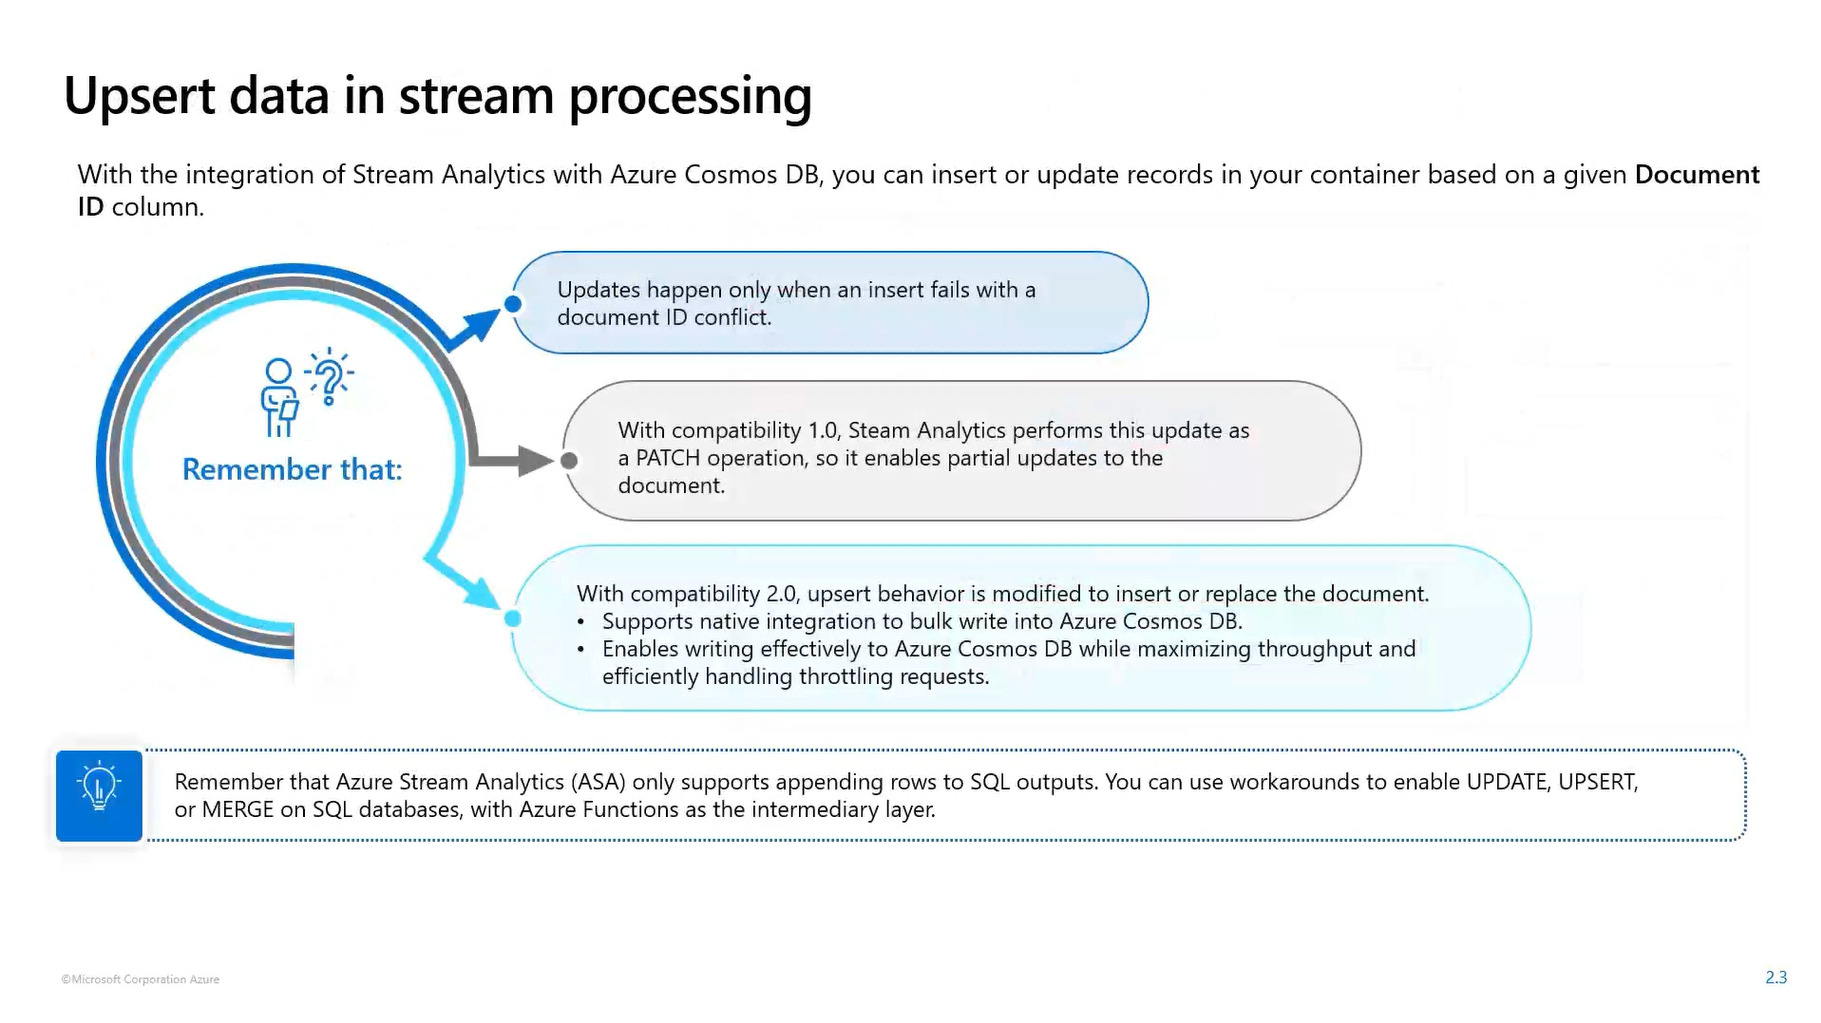 Upsert data in stream processing
With the integration of Stream Analytics with Azure Cosmos DB, you can insert or update records in your container based on a given Document
ID column.
Updates happen only when an insert fails with a
document ID conflict.
Remember that:
With compatibility 1.0, Steam Analytics performs this update as
a PATCH operation, so it enables partial updates to the
document.
With compatibility 2.0, upsert behavior is modified to insert or replace the document.
• Supports native integration to bulk write into Azure Cosmos DB.
• Enables writing effectively to Azure Cosmos DB while maximizing throughput and
efficiently handling throttling requests.
Remember that Azure Stream Analytics (ASA) only supports appending rows to SQL outputs. You can use workarounds to enable UPDATE, UPSERT,
or MERGE on SQL databases, with Azure Functions as the intermediary layer.
©Microsoft Corporation Azure
2.3